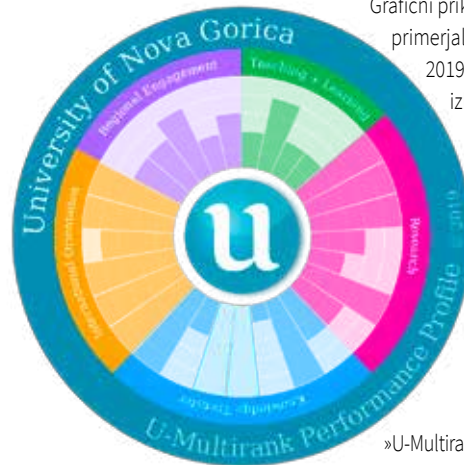 Grafični prik
primerjal
2019
iz
University of Nova Gorica
Teaching + Learning
Regional Engagement
Research
International Orientation
Knowledge Transfer
u
© 2019
U-Multirank Performance Profile
»U-Multira